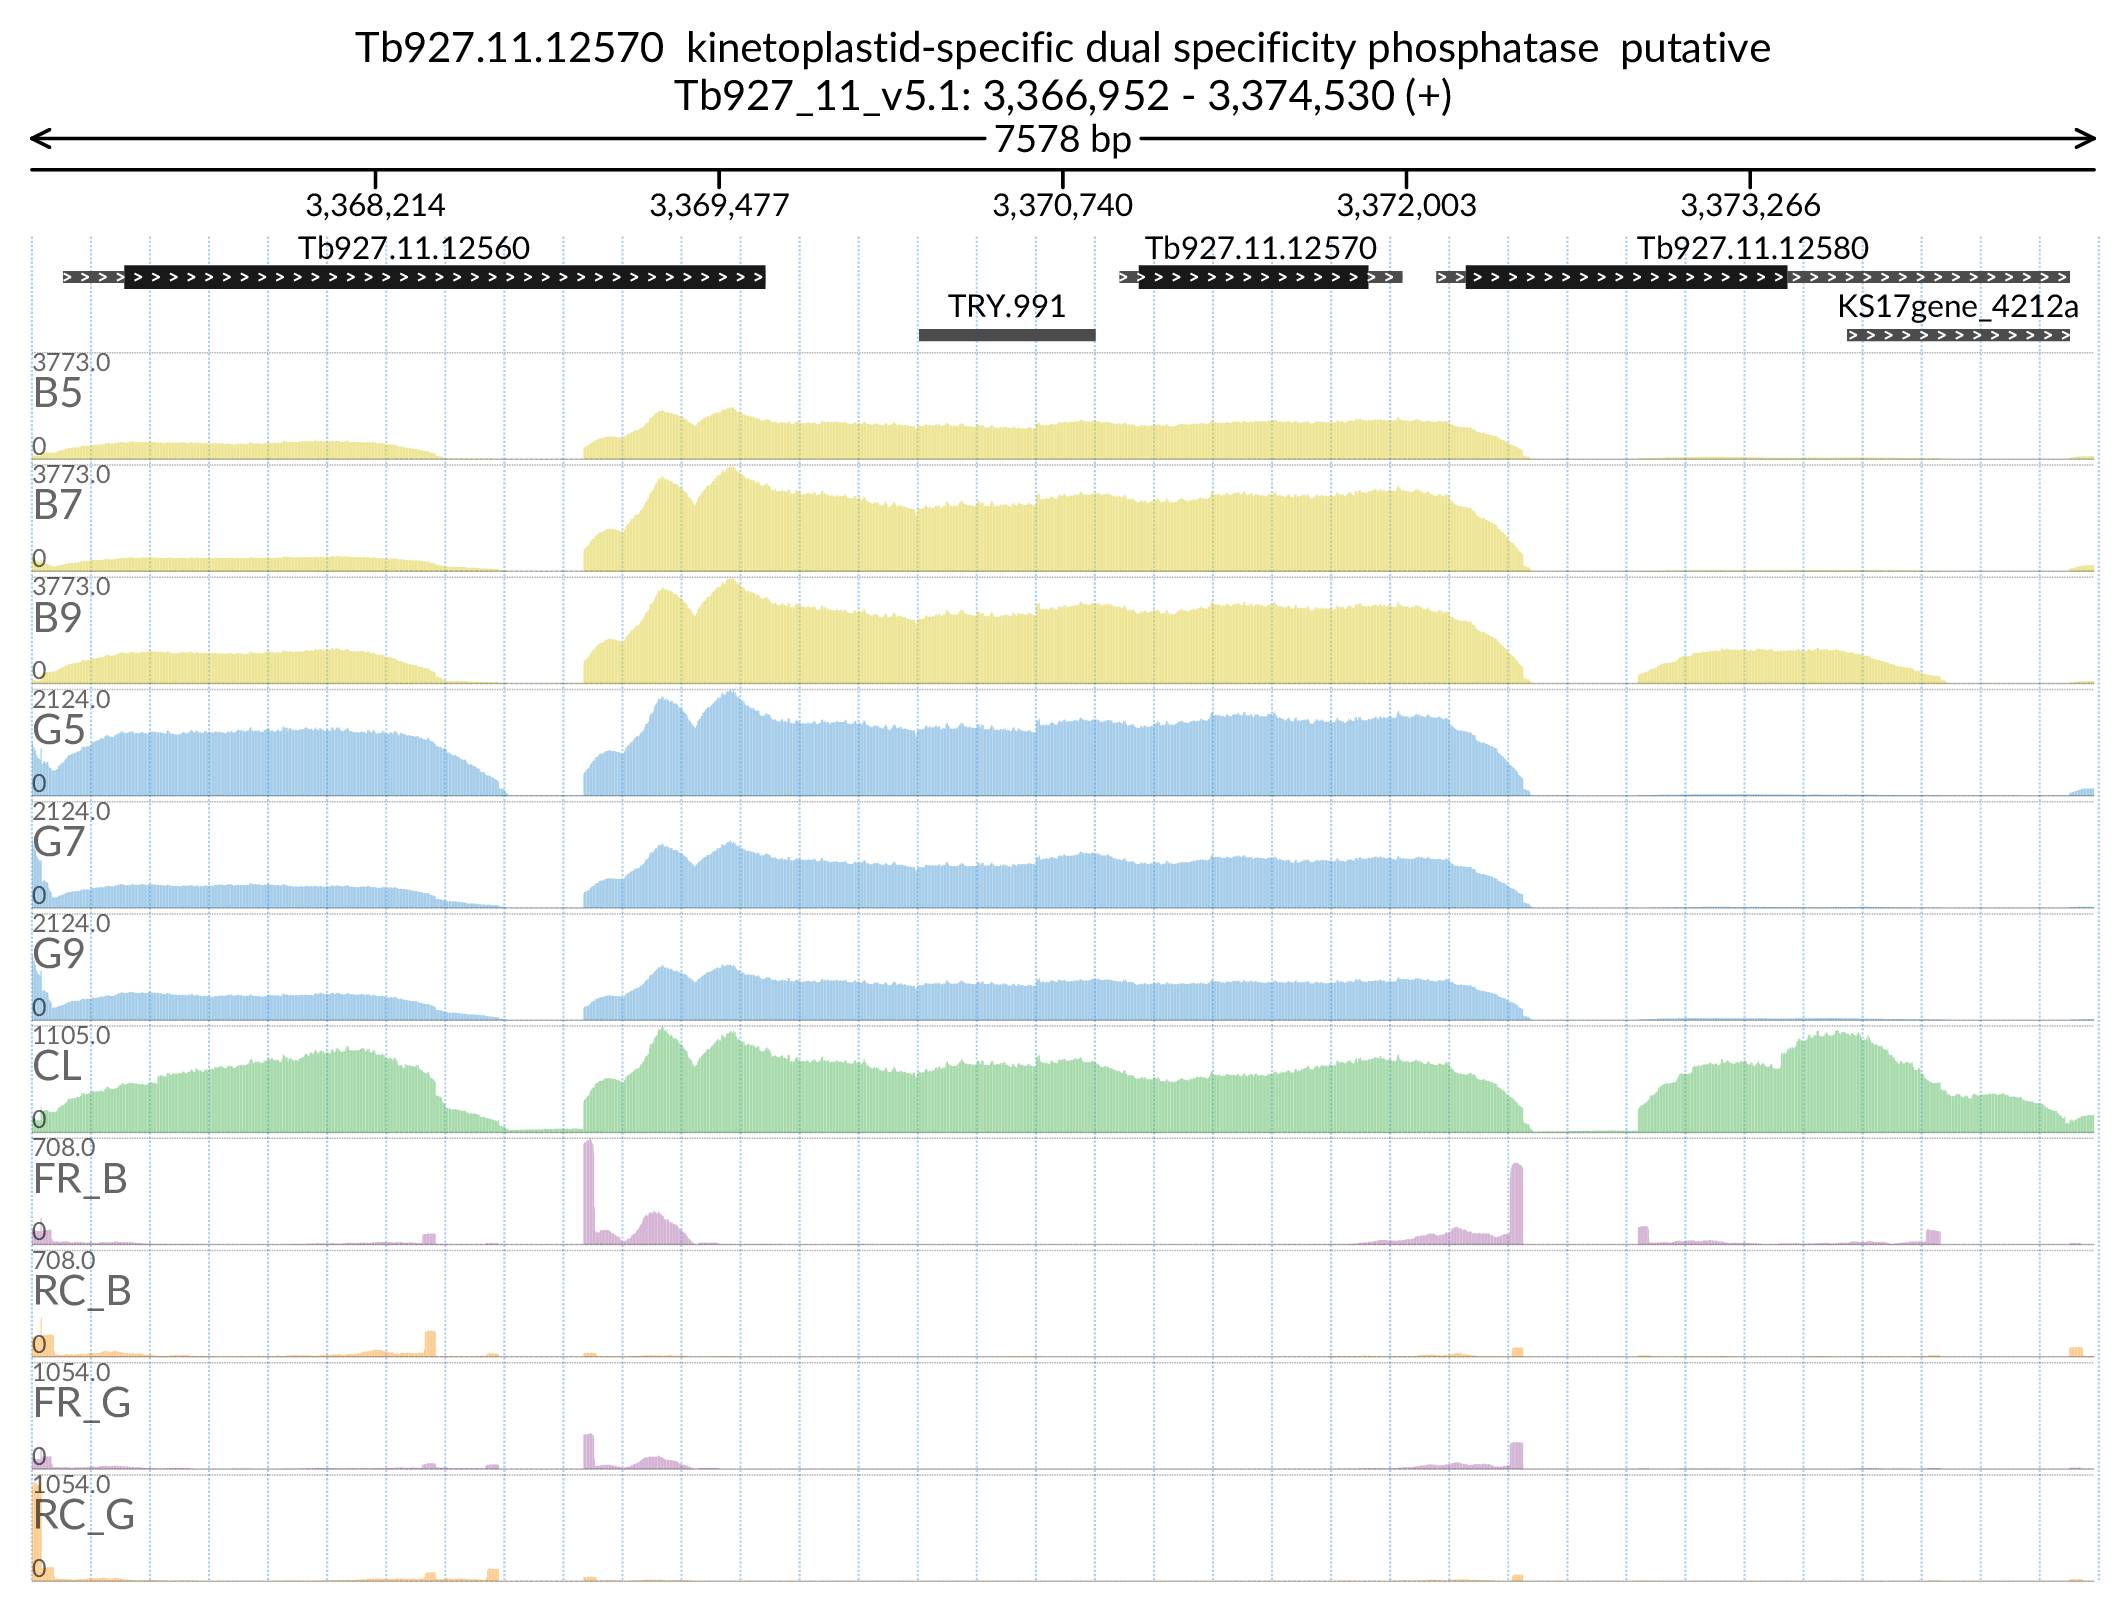 Tb927.11.12570 kinetoplastid-specific dual specificity phosphatase putative
Tb927_11_v5.1: 3,366,952 - 3,374,530 (+)
7578 bp
3,368,214 3,369,477 3,370,740 3,372,003 3,373,266
Tb927.11.12560 Tb927.11.12570 Tb927.11.12580
TRY.991 KS17gene_4212a
3773.0
B5
0
3773.0
B7
0
3773.0
B9
0
2124.0
G5
0
2124.0
G7
0
2124.0
G9
0
1105.0
CL
0
708.0
FR_B
0
708.0
RC_B
0
1054.0
FR_G
0
1054.0
RC_G
0